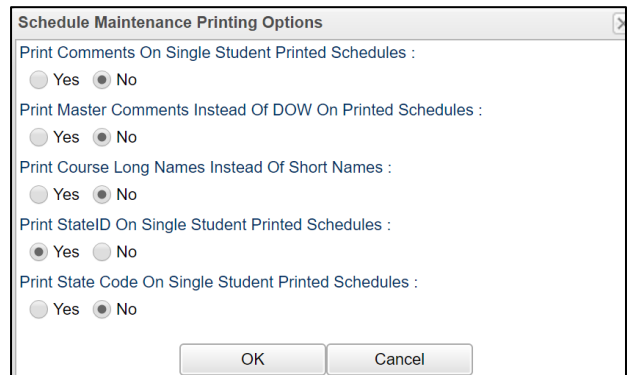 Schedule Maintenance Printing Options
Print Comments On Single Student Printed Schedules :
Yes No
Print Master Comments Instead Of DOW On Printed Schedules :
Yes No
Print Course Long Names Instead Of Short Names :
Yes No
Print StateID On Single Student Printed Schedules :
Yes No
Print State Code On Single Student Printed Schedules :
Yes No
OK Cancel